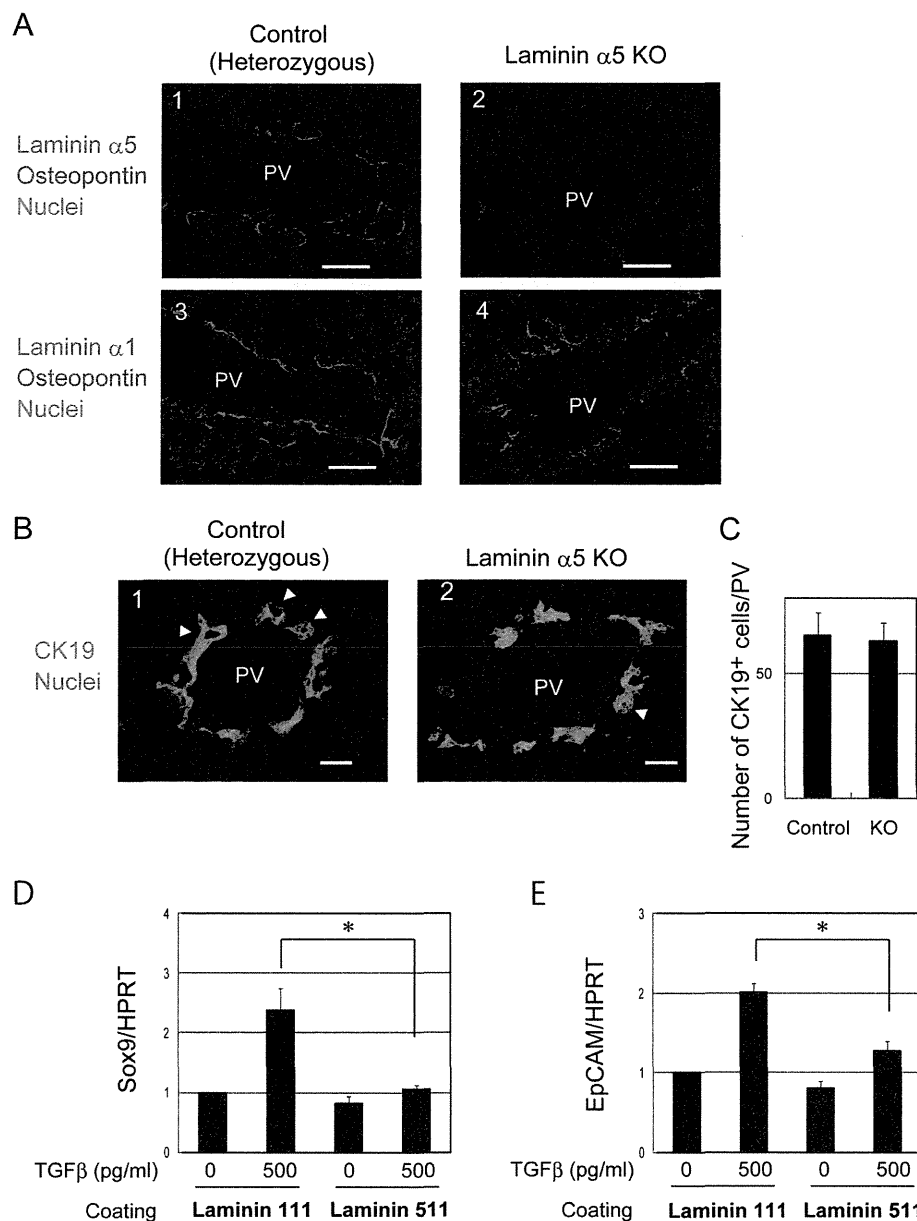 A
Control
(Heterozygous)
Laminin α5 KO
Laminin α5
Osteopontin
Nuclei
1
PV
2
PV
Laminin α1
Osteopontin
Nuclei
3
PV
4
PV
B
Control
(Heterozygous)
Laminin α5 KO
CK19
Nuclei
1
PV
2
PV
C
Number of CK19+ cells/PV
50
0
Control KO
D
Sox9/HPRT
4
3
2
1
0
*
TGFβ (pg/ml) 0 500 0 500
Coating Laminin 111 Laminin 511
E
EpCAM/HPRT
3
2
1
0
*
TGFβ (pg/ml) 0 500 0 500
Coating Laminin 111 Laminin 511